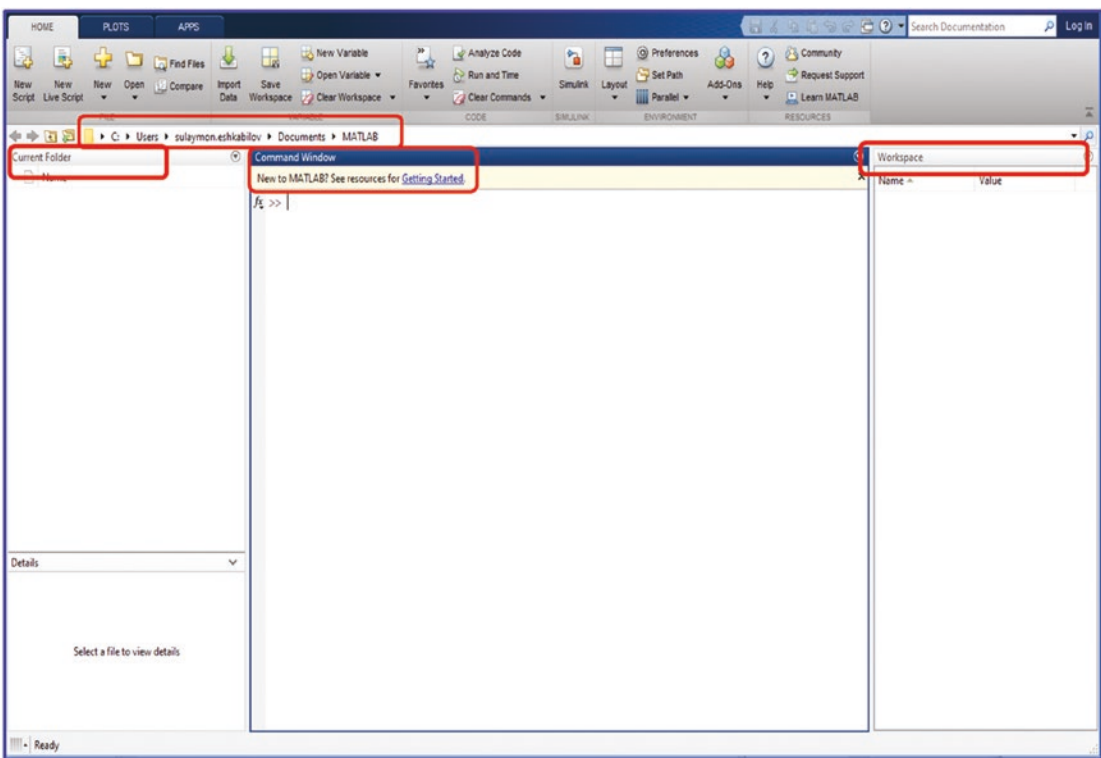 HOME PLOTS APPS
Search Documentation
Log In
New Script
New Live Script
New
Open
Find Files
Compare
Import Data
Save Workspace
New Variable
Open Variable
Clear Workspace
Favorites
Analyze Code
Run and Time
Clear Commands
Simulink
Layout
Preferences
Set Path
Parallel
Add-Ons
Help
Community
Request Support
Learn MATLAB
FILE VARIABLE CODE SIMULINK ENVIRONMENT RESOURCES
C: Users sulaymon.eshkabilov Documents MATLAB
Current Folder
Name
Command Window
New to MATLAB? See resources for Getting Started.
fx >>
Workspace
Name Value
Details
Select a file to view details
Ready